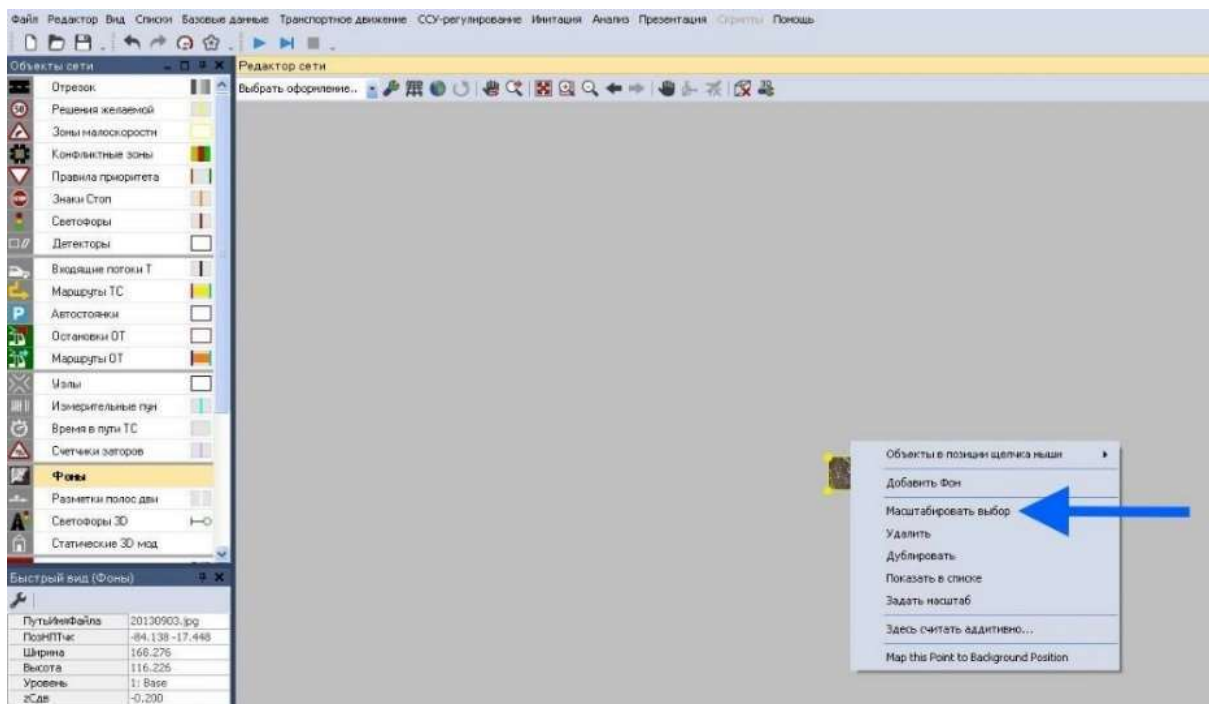 Файл Редактор Вид Списки Базовые данные Транспортное движение ССУ-регулирование Имитация Анализ Презентация Скрипты Помощь
Объекты сети
Редактор сети
Выбрать оформление..
Отрезок
50 Решения желаемой
Зоны малоскорости
Конфликтные зоны
Правила приоритета
Знаки Стоп
Светофоры
Детекторы
Входящие потоки Т
Маршруты ТС
P Автостоянки
Остановки ОТ
Маршруты ОТ
Узлы
Измерительные пун
Время в пути ТС
Счетчики заторов
Фоны
Разметки полос дви
Светофоры 3D
Статические 3D мод
Объекты в позиции щелчка мыши
Добавить Фон
Масштабировать выбор
Удалить
Дублировать
Показать в списке
Задать масштаб
Здесь считать аддитивно...
Map this Point to Background Position
Быстрый вид (Фоны)
ПутьИмяФайла 20130903.jpg
ПозНПТчк -84.138 -17.448
Ширина 168.276
Высота 116.226
Уровень 1: Base
zСдв -0.200